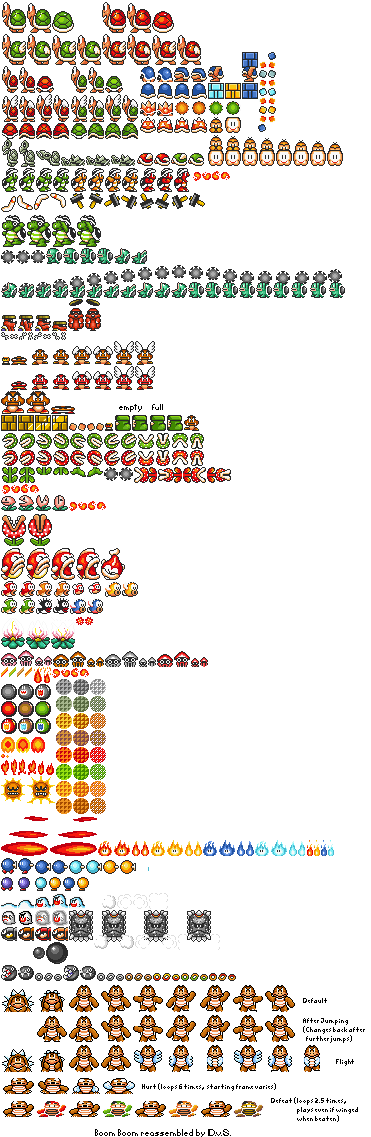 empty full
Default
After Jumping
(Changes back after
further jumps)
Flight
Hurt (loops 6 times, starting frame varies)
Defeat (loops 2.5 times,
plays even if winged
when beaten)
Boom Boom reassembled by D.v.S.